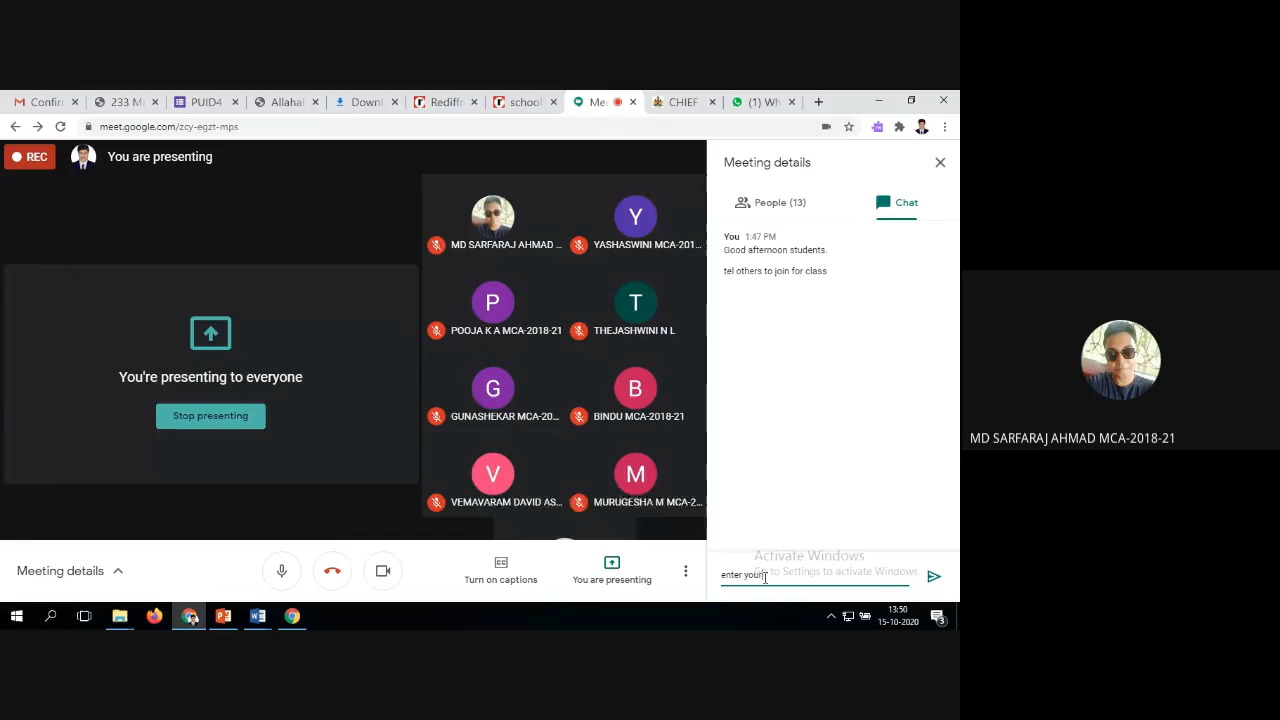 Confirr
233 M
PUID4
Allahal
Downl
Rediffr
school
Me
CHIEF
(1) Wh
meet.google.com/zcy-egzt-mps
REC
You are presenting
Meeting details
People (13)
Chat
MD SARFARAJ AHMAD ...
YASHASWINI MCA-201...
You 1:47 PM
Good afternoon students.
tel others to join for class
P
POOJA K A MCA-2018-21
T
THEJASHWINI N L
Y
You're presenting to everyone
Stop presenting
G
GUNASHEKAR MCA-20...
B
BINDU MCA-2018-21
V
VEMAVARAM DAVID AS...
M
MURUGESHA M MCA-2...
MD SARFARAJ AHMAD MCA-2018-21
Activate Windows
Go to Settings to activate Windows.
enter your
Meeting details
Turn on captions
You are presenting
13:50
15-10-2020
3